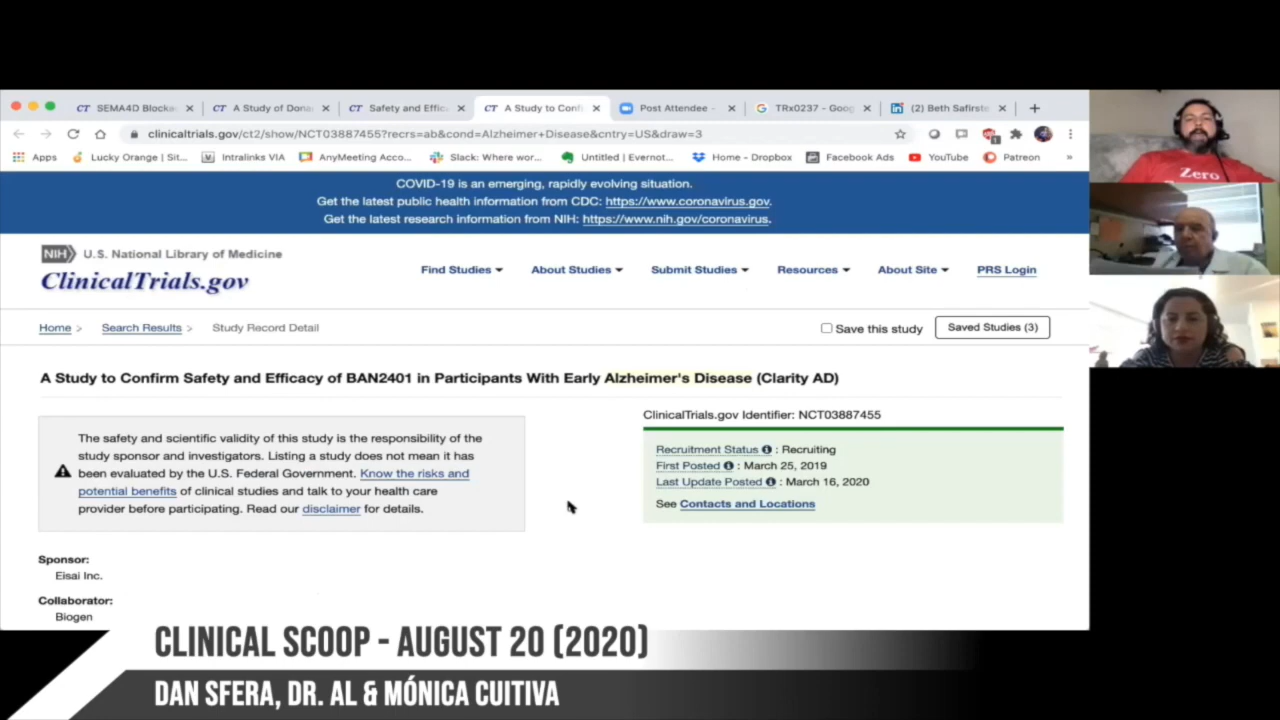 SEMA4D Blocka
A Study of Dona
Safety and Effic
A Study to Confi
Post Attendee -
TRx0237 - Goog
(2) Beth Safirste
clinicaltrials.gov/ct2/show/NCT03887455?recrs=ab&cond=Alzheimer+Disease&cntry=US&draw=3
Apps
Lucky Orange | Sit...
Intralinks VIA
AnyMeeting Acco...
Slack: Where wor...
Untitled | Evernot...
Home - Dropbox
Facebook Ads
YouTube
Patreon
»
COVID-19 is an emerging, rapidly evolving situation.
Get the latest public health information from CDC: https://www.coronavirus.gov.
Get the latest research information from NIH: https://www.nih.gov/coronavirus.
NIH U.S. National Library of Medicine
ClinicalTrials.gov
Find Studies
About Studies
Submit Studies
Resources
About Site
PRS Login
Home >
Search Results >
Study Record Detail
Save this study
Saved Studies (3)
A Study to Confirm Safety and Efficacy of BAN2401 in Participants With Early Alzheimer's Disease (Clarity AD)
The safety and scientific validity of this study is the responsibility of the
study sponsor and investigators. Listing a study does not mean it has
been evaluated by the U.S. Federal Government. Know the risks and
potential benefits of clinical studies and talk to your health care
provider before participating. Read our disclaimer for details.
ClinicalTrials.gov Identifier: NCT03887455
Recruitment Status : Recruiting
First Posted : March 25, 2019
Last Update Posted : March 16, 2020
See Contacts and Locations
Sponsor:
Eisai Inc.
Collaborator:
Biogen
Zero
CLINICAL SCOOP - AUGUST 20 (2020)
DAN SFERA, DR. AL & MÓNICA CUITIVA